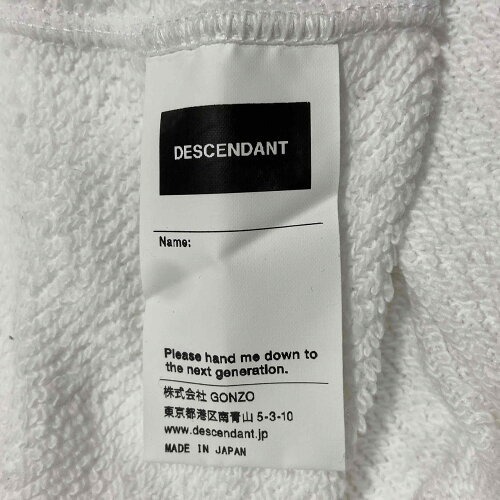 DESCENDANT
Name:
Please hand me down to
the next generation.
株式会社 GONZO
東京都港区南青山 5-3-10
www.descendant.jp
MADE IN JAPAN